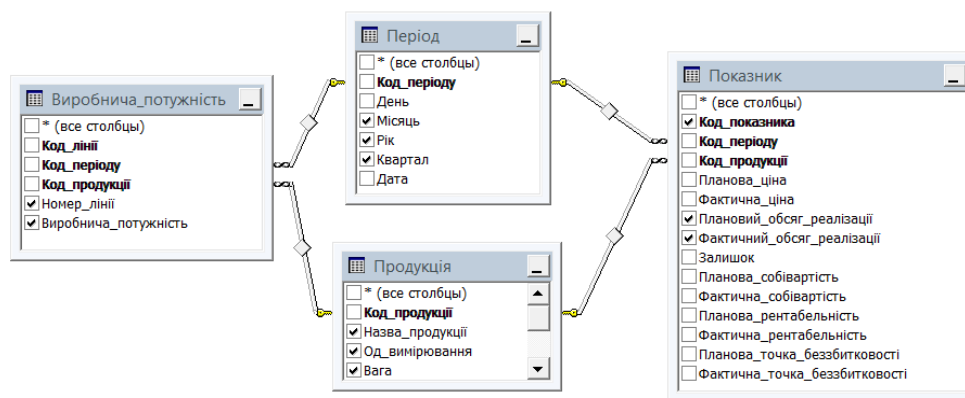 Виробнича_потужність
* (все столбцы)
Код_лінії
Код_періоду
Код_продукції
Номер_лінії
Виробнича_потужність
Період
* (все столбцы)
Код_періоду
День
Місяць
Рік
Квартал
Дата
Продукція
* (все столбцы)
Код_продукції
Назва_продукції
Од_вимірювання
Вага
Показник
* (все столбцы)
Код_показника
Код_періоду
Код_продукції
Планова_ціна
Фактична_ціна
Плановий_обсяг_реалізації
Фактичний_обсяг_реалізації
Залишок
Планова_собівартість
Фактична_собівартість
Планова_рентабельність
Фактична_рентабельність
Планова_точка_беззбитковості
Фактична_точка_беззбитковості